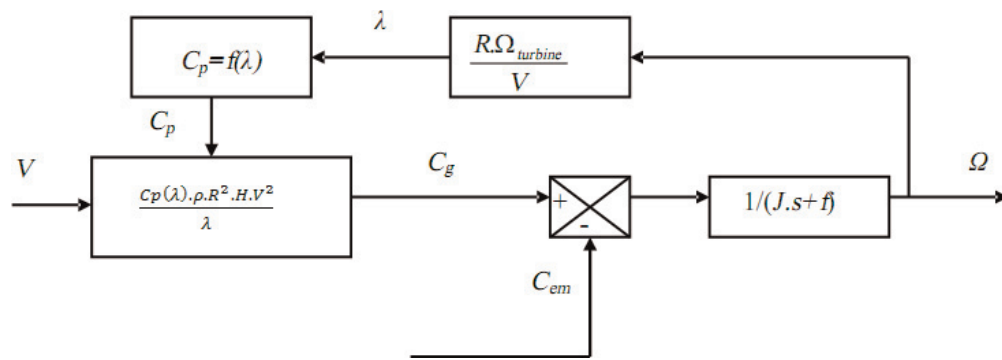 λ
C_p=f(λ)
R.Ω_turbine
V
C_p
V
Cp(λ).ρ.R².H.V²
λ
C_g
+
-
1/(J.s+f)
Ω
C_em